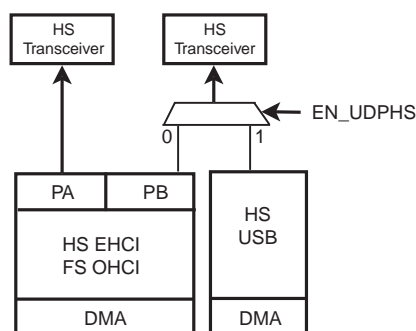 HS
Transceiver
HS
Transceiver
EN_UDPHS
0
1
PA
PB
HS EHCI
FS OHCI
HS
USB
DMA
DMA